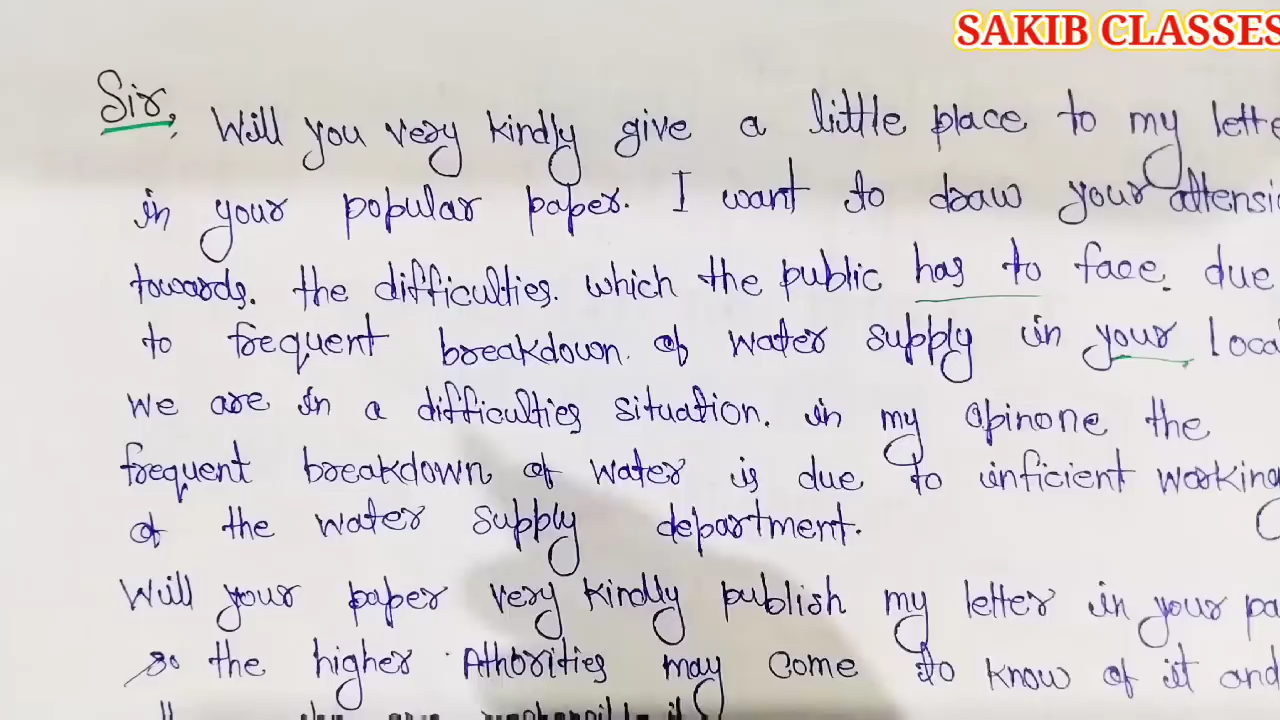 SAKIB CLASSES
Sir,
Will you very kindly give a little place to my lette
in your popular paper. I want to draw your attensi
towards. the difficulties. which the public has to face. due
to frequent breakdown. of water supply in your Loca
We are in a difficulties situation. in my opinone the
frequent breakdown of water is due to inficient working
of the water supply department.
Will your paper very kindly publish my letter in your pa
so the higher Athorities may come to know of it and